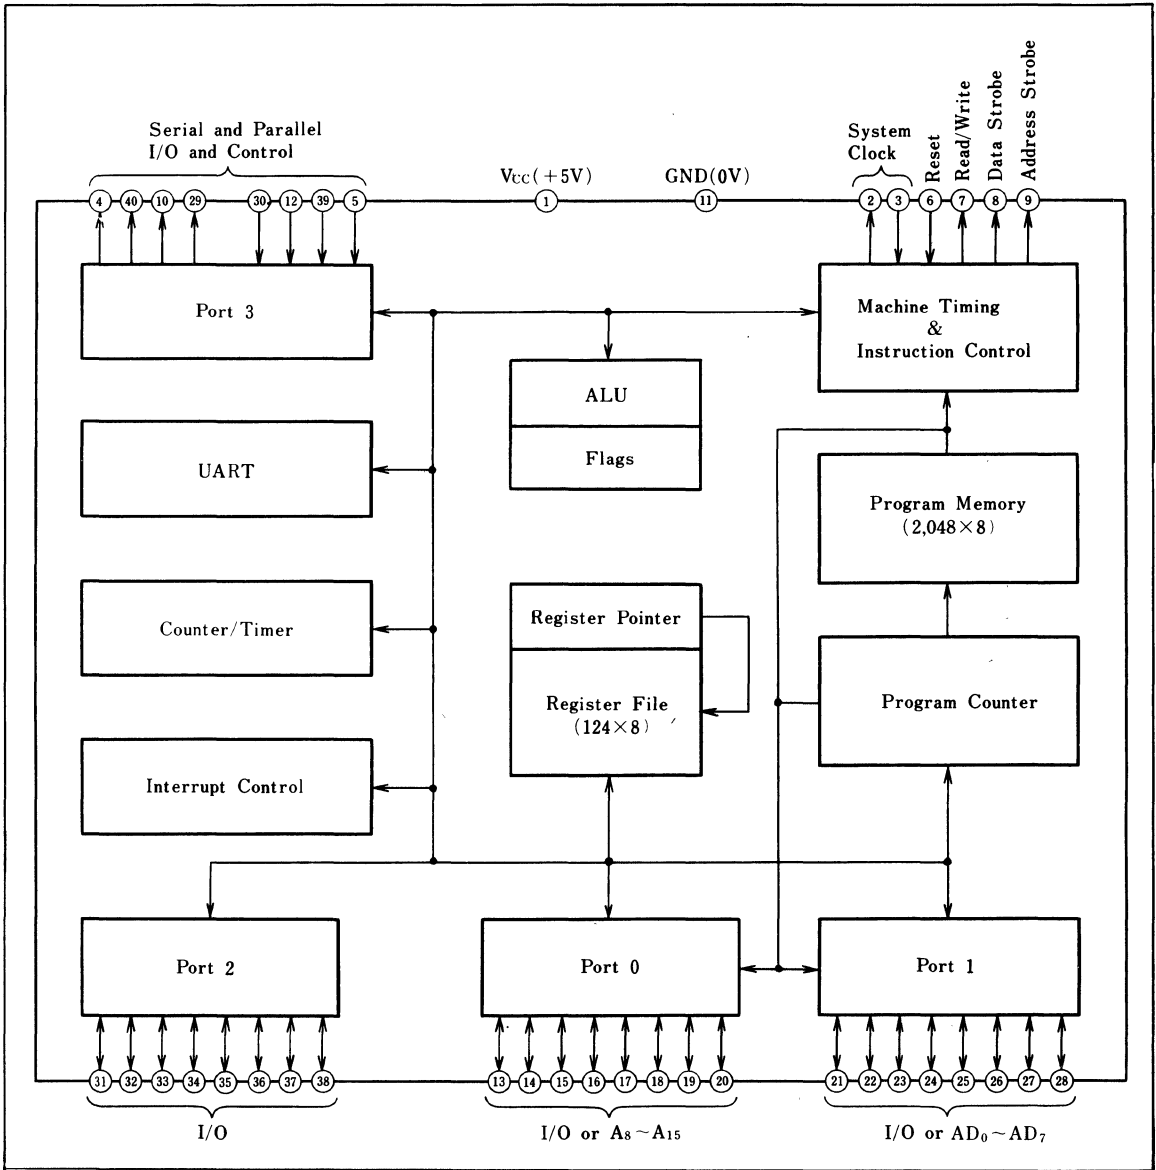 Serial and Parallel
I/O and Control
VCC(+5V)
GND(0V)
System
Clock
Reset
Read/Write
Data Strobe
Address Strobe
4 40 10 29 30 12 39 5 1 11 2 3 6 7 8 9
Port 3
Machine Timing
&
Instruction Control
ALU
Flags
UART
Program Memory
(2,048×8)
Counter/Timer
Register Pointer
Register File
(124×8)
Program Counter
Interrupt Control
Port 2
Port 0
Port 1
31 32 33 34 35 36 37 38 13 14 15 16 17 18 19 20 21 22 23 24 25 26 27 28
I/O
I/O or A8~A15
I/O or AD0~AD7